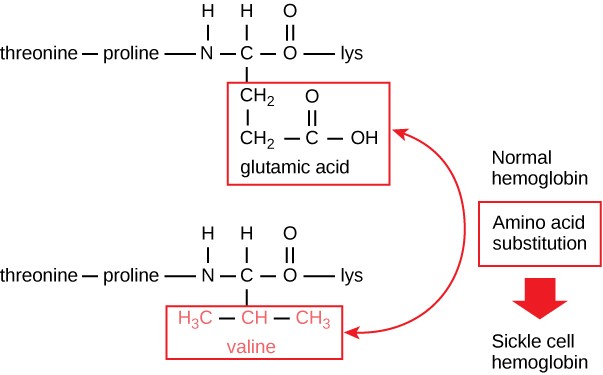 H H O
threonine — proline — N — C — O — lys
CH₂ O
CH₂ — C — OH
glutamic acid
Normal
hemoglobin
Amino acid
substitution
H H O
threonine — proline — N — C — O — lys
H₃C — CH — CH₃
valine
Sickle cell
hemoglobin